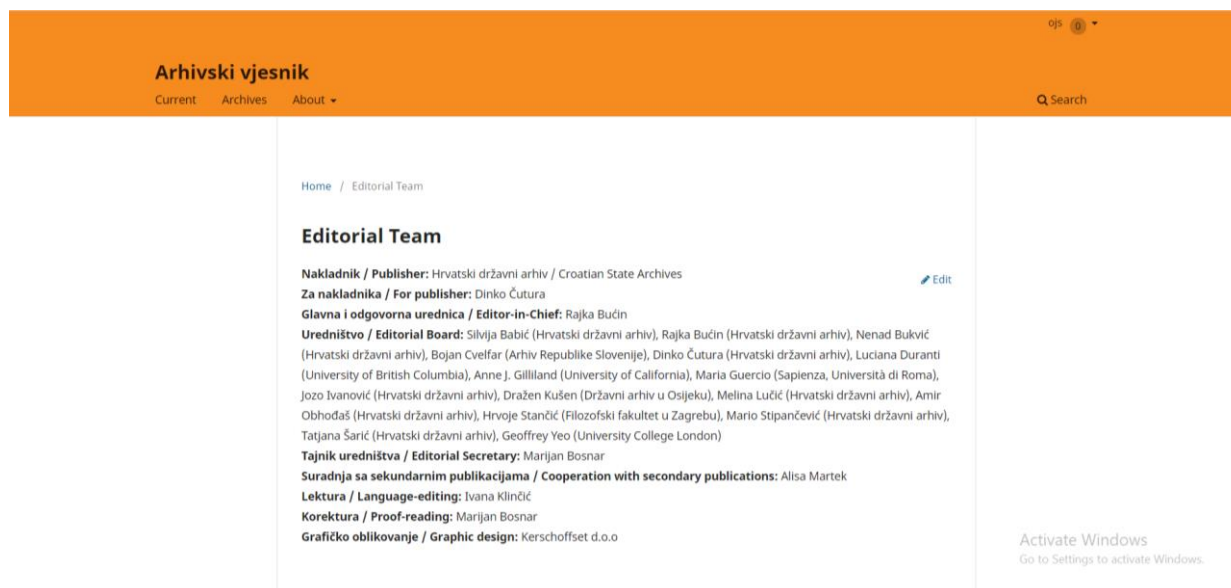 ojs 0
Arhivski vjesnik
Current Archives About
Search
Home / Editorial Team
Editorial Team
Nakladnik / Publisher: Hrvatski državni arhiv / Croatian State Archives
Edit
Za nakladnika / For publisher: Dinko Čutura
Glavna i odgovorna urednica / Editor-in-Chief: Rajka Bućin
Uredništvo / Editorial Board: Silvija Babić (Hrvatski državni arhiv), Rajka Bućin (Hrvatski državni arhiv), Nenad Bukvić
(Hrvatski državni arhiv), Bojan Cvelfar (Arhiv Republike Slovenije), Dinko Čutura (Hrvatski državni arhiv), Luciana Duranti
(University of British Columbia), Anne J. Gilliland (University of California), Maria Guercio (Sapienza, Università di Roma),
Jozo Ivanović (Hrvatski državni arhiv), Dražen Kušen (Državni arhiv u Osijeku), Melina Lučić (Hrvatski državni arhiv), Amir
Obhođaš (Hrvatski državni arhiv), Hrvoje Stančić (Filozofski fakultet u Zagrebu), Mario Stipančević (Hrvatski državni arhiv),
Tatjana Šarić (Hrvatski državni arhiv), Geoffrey Yeo (University College London)
Tajnik uredništva / Editorial Secretary: Marijan Bosnar
Suradnja sa sekundarnim publikacijama / Cooperation with secondary publications: Alisa Martek
Lektura / Language-editing: Ivana Klinčić
Korektura / Proof-reading: Marijan Bosnar
Grafičko oblikovanje / Graphic design: Kerschoffset d.o.o
Activate Windows
Go to Settings to activate Windows.